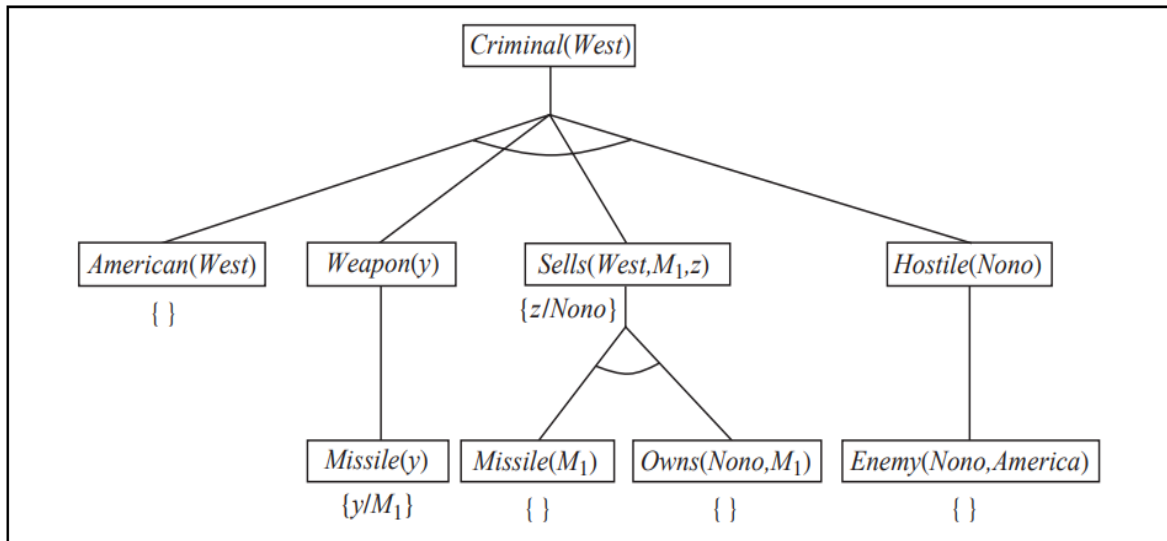 Criminal(West)
American(West) Weapon(y) Sells(West,M₁,z) Hostile(Nono)
{ } {z/Nono}
Missile(y) Missile(M₁) Owns(Nono,M₁) Enemy(Nono,America)
{y/M₁} { } { } { }